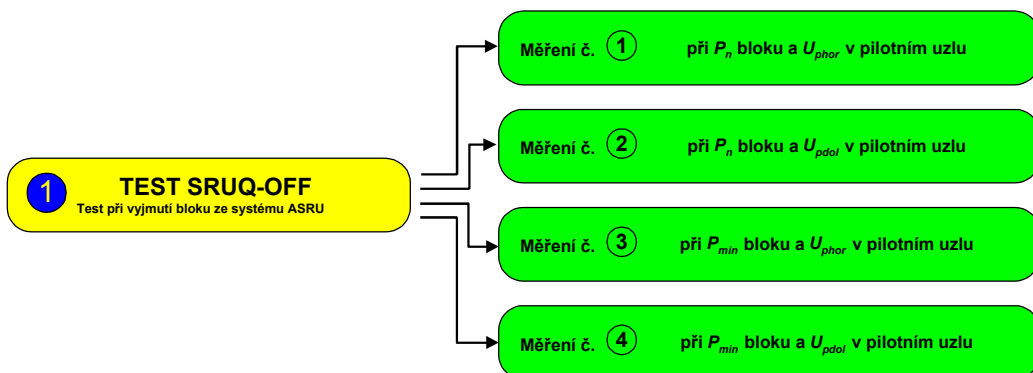 Měření č. 1 při Pn bloku a Uphor v pilotním uzlu
Měření č. 2 při Pn bloku a Updol v pilotním uzlu
1 TEST SRUQ-OFF
Test při vyjmutí bloku ze systému ASRU
Měření č. 3 při Pmin bloku a Uphor v pilotním uzlu
Měření č. 4 při Pmin bloku a Updol v pilotním uzlu